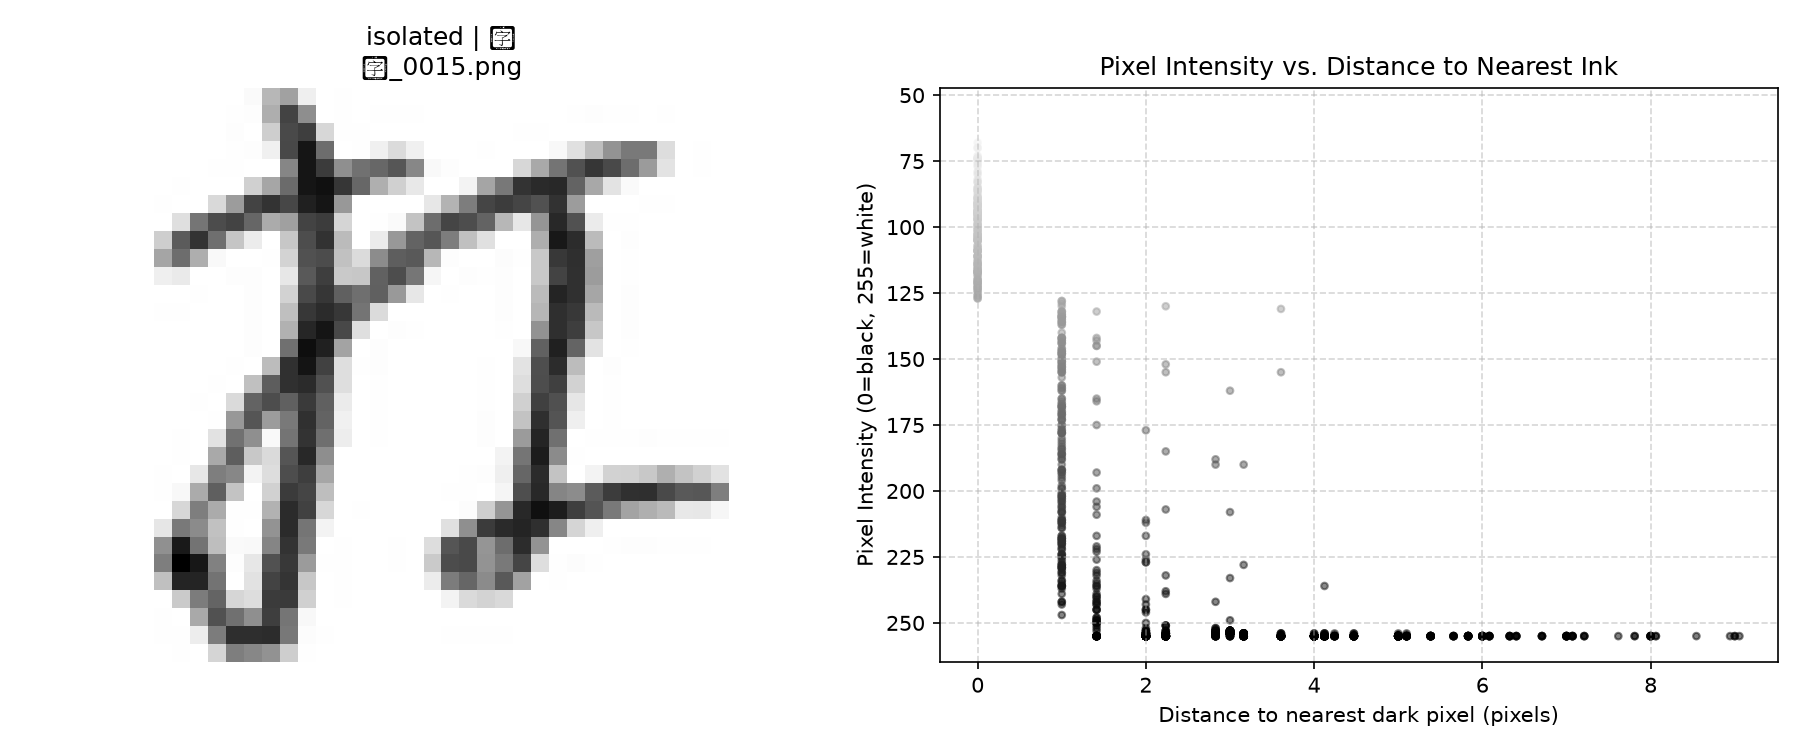 isolated |
_0015.png
扛
Pixel Intensity vs. Distance to Nearest Ink
Pixel Intensity (0=black, 255=white)
50
75
100
125
150
175
200
225
250
0 2 4 6 8
Distance to nearest dark pixel (pixels)